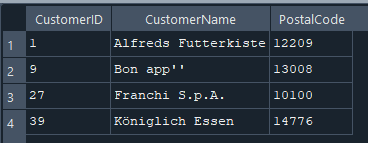 CustomerID CustomerName PostalCode
1 1 Alfreds Futterkiste 12209
2 9 Bon app'' 13008
3 27 Franchi S.p.A. 10100
4 39 Königlich Essen 14776